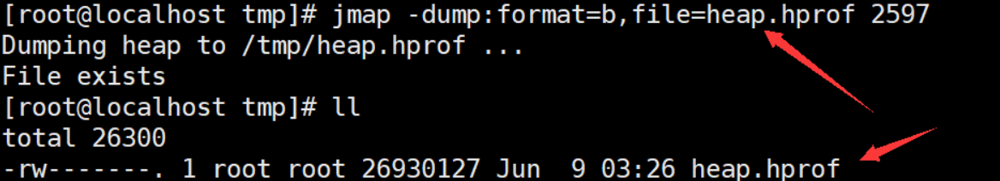 [root@localhost tmp]# jmap -dump:format=b,file=heap.hprof 2597
Dumping heap to /tmp/heap.hprof ...
File exists
[root@localhost tmp]# ll
total 26300
-rw-------. 1 root root 26930127 Jun  9 03:26 heap.hprof